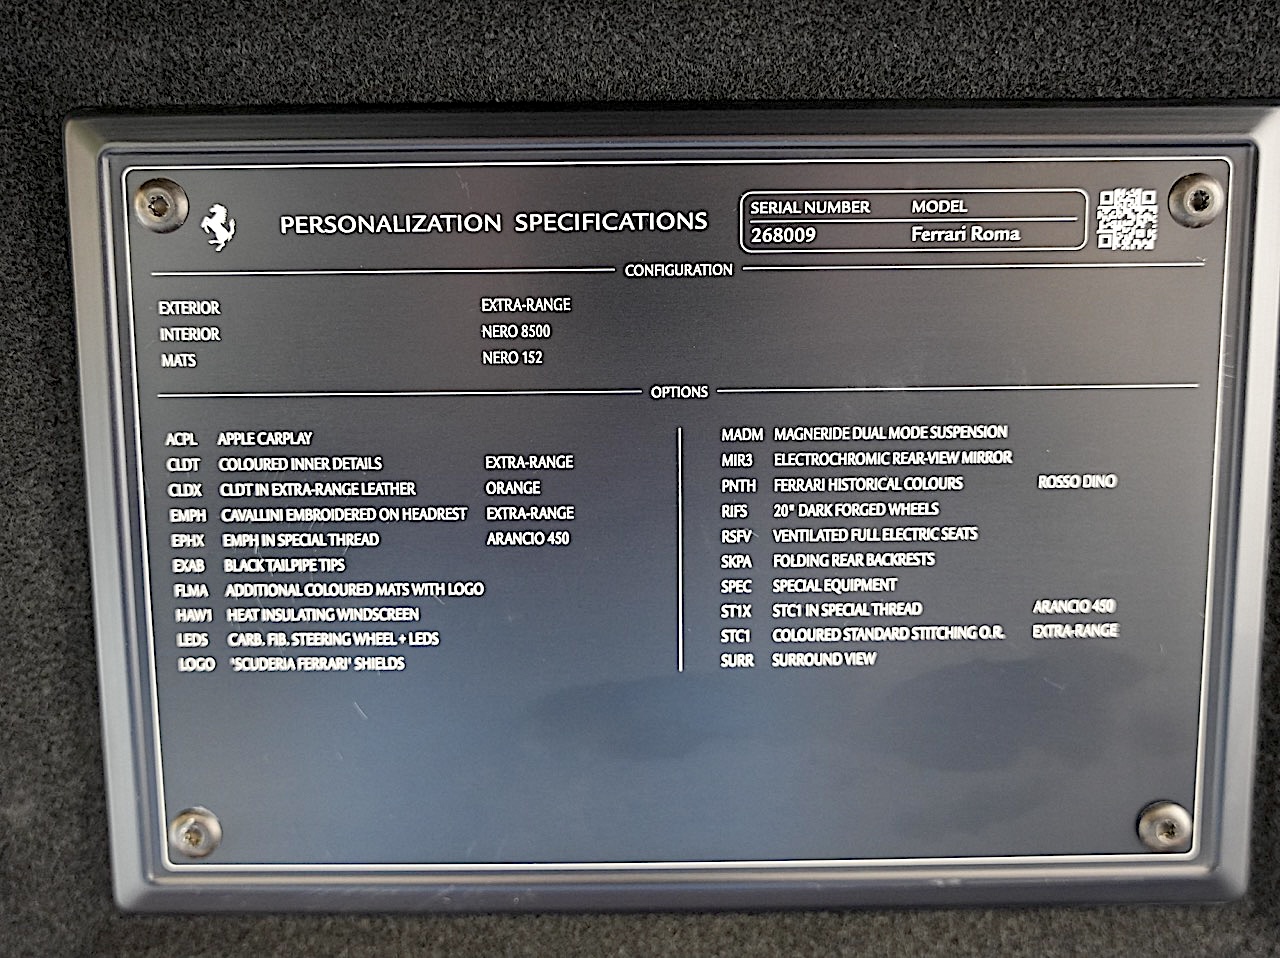 PERSONALIZATION SPECIFICATIONS
SERIAL NUMBER MODEL
268009 Ferrari Roma
CONFIGURATION
EXTERIOR EXTRA-RANGE
INTERIOR NERO 8500
MATS NERO 152
OPTIONS
ACPL APPLE CARPLAY
CLDT COLOURED INNER DETAILS EXTRA-RANGE
CLDX CLDT IN EXTRA-RANGE LEATHER ORANGE
EMPH CAVALLINI EMBROIDERED ON HEADREST EXTRA-RANGE
EPHX EMPH IN SPECIAL THREAD ARANCIO 450
EXAB BLACK TAILPIPE TIPS
FLMA ADDITIONAL COLOURED MATS WITH LOGO
HAW1 HEAT INSULATING WINDSCREEN
LEDS CARB. FIB. STEERING WHEEL + LEDS
LOGO 'SCUDERIA FERRARI' SHIELDS
MADM MAGNERIDE DUAL MODE SUSPENSION
MIR3 ELECTROCHROMIC REAR-VIEW MIRROR
PNTH FERRARI HISTORICAL COLOURS ROSSO DINO
RIFS 20" DARK FORGED WHEELS
RSFV VENTILATED FULL ELECTRIC SEATS
SKPA FOLDING REAR BACKRESTS
SPEC SPECIAL EQUIPMENT
ST1X STC1 IN SPECIAL THREAD ARANCIO 450
STC1 COLOURED STANDARD STITCHING O.R. EXTRA-RANGE
SURR SURROUND VIEW